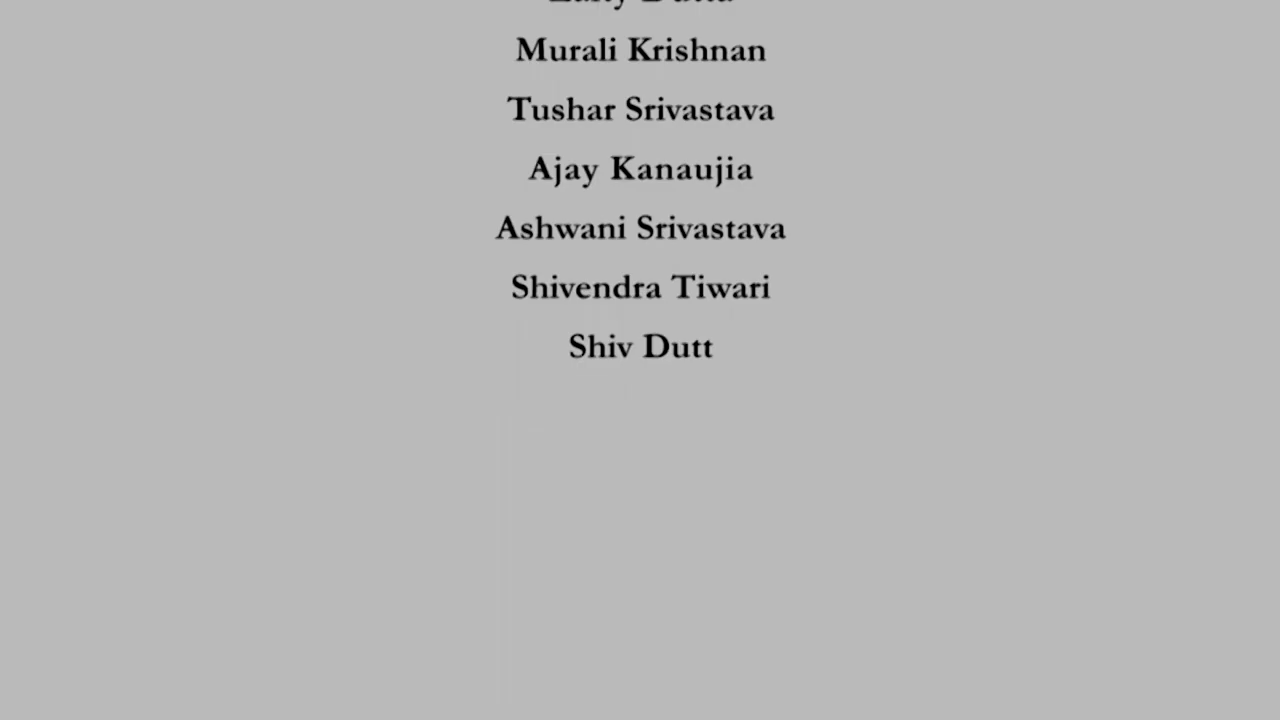 Murali Krishnan
Tushar Srivastava
Ajay Kanaujia
Ashwani Srivastava
Shivendra Tiwari
Shiv Dutt